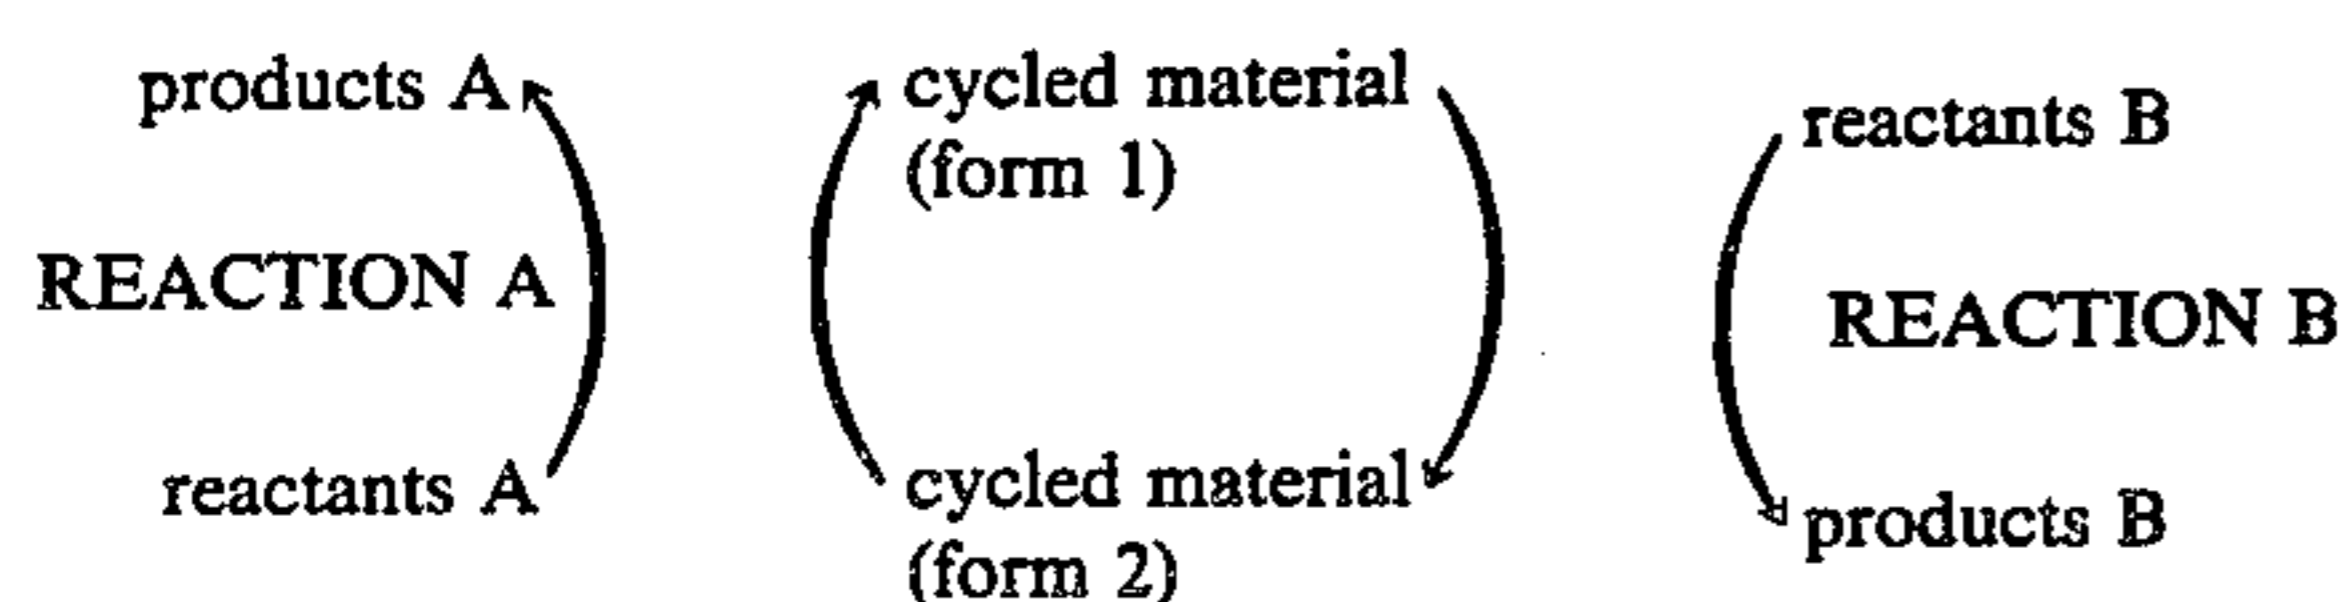 products A
REACTION A
reactants A
cycled material
(form 1)
cycled material
(form 2)
reactants B
REACTION B
products B